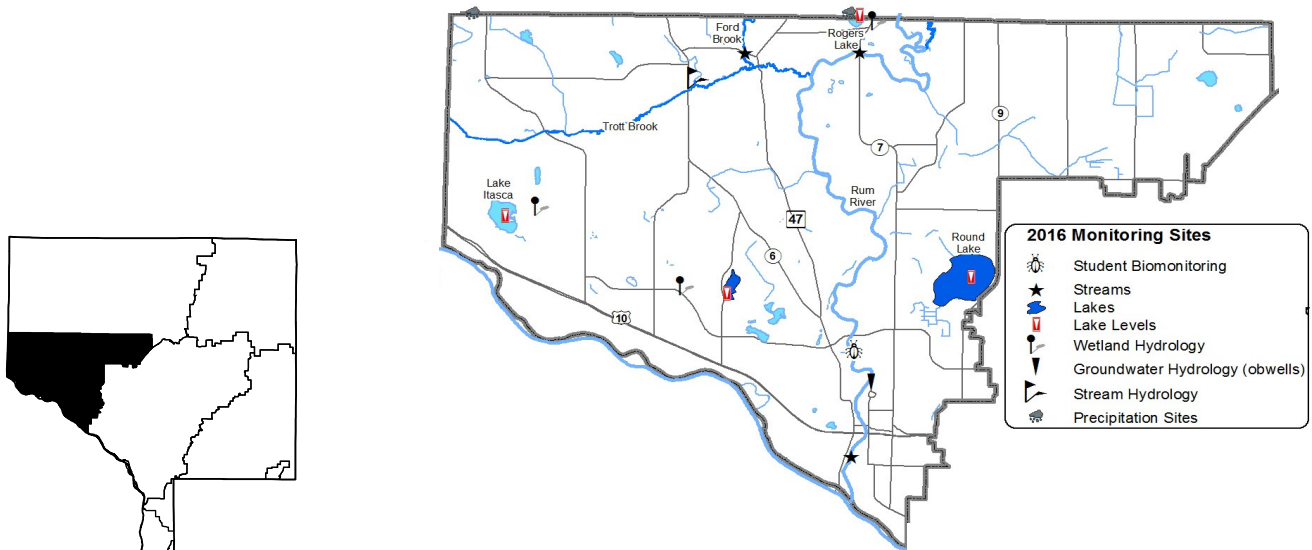 Ford
Brook
Rogers
Lake
9
Trott Brook
7
Lake
Itasca
Rum
River
47
Round
Lake
6
10
2016 Monitoring Sites
Student Biomonitoring
Streams
Lakes
Lake Levels
Wetland Hydrology
Groundwater Hydrology (obwells)
Stream Hydrology
Precipitation Sites